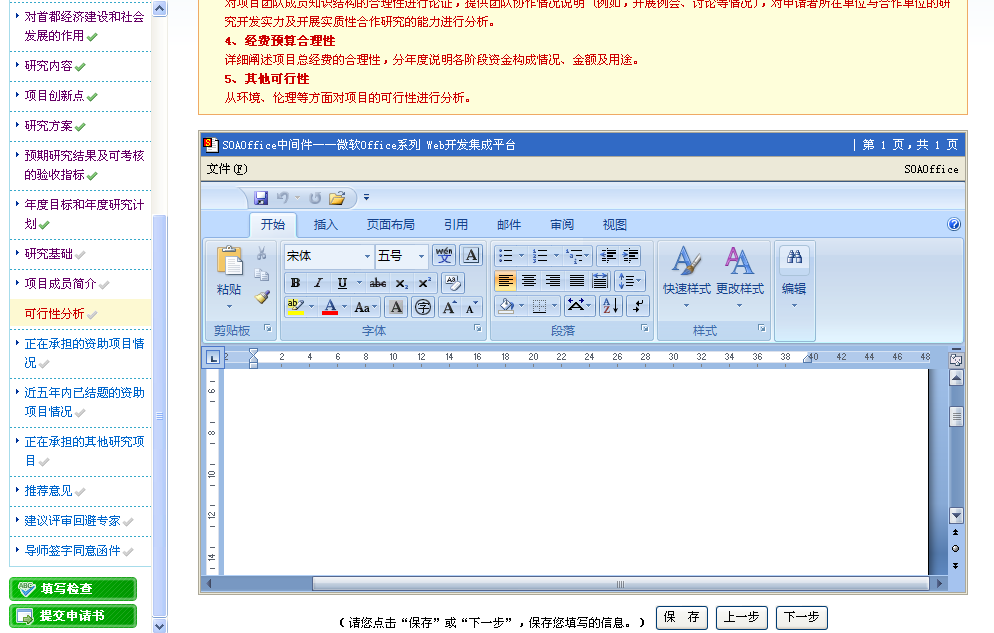 对首都经济建设和社会
发展的作用
研究内容
项目创新点
研究方案
预期研究结果及可考核
的验收指标
年度目标和年度研究计
划
研究基础
项目成员简介
可行性分析
正在承担的资助项目情
况
近五年内已结题的资助
项目情况
正在承担的其他研究项
目
推荐意见
建议评审回避专家
导师签字同意函件
填写检查
提交申请书
对项目团队成员知识结构的合理性进行论证，提供团队协作情况说明（例如，开展例会、讨论等情况），对申请者所在单位与合作单位的研
究开发实力及开展实质性合作研究的能力进行分析。
4、经费预算合理性
详细阐述项目总经费的合理性，分年度说明各阶段资金构成情况、金额及用途。
5、其他可行性
从环境、伦理等方面对项目的可行性进行分析。
SOAOffice中间件——微软Office系列 Web开发集成平台 | 第 1 页，共 1 页
文件(F) SOAOffice
开始 插入 页面布局 引用 邮件 审阅 视图
宋体 五号 wén 文 A
粘贴 B I U abc x₂ x² 快速样式 更改样式 编辑
ab A Aa A 字 A A
剪贴板 字体 段落 样式
2 2 4 6 8 10 12 14 16 18 20 22 24 26 28 30 32 34 36 38 40 42 44 46 48
6
8
10
12
14
（请您点击“保存”或“下一步”，保存您填写的信息。） 保 存 上一步 下一步